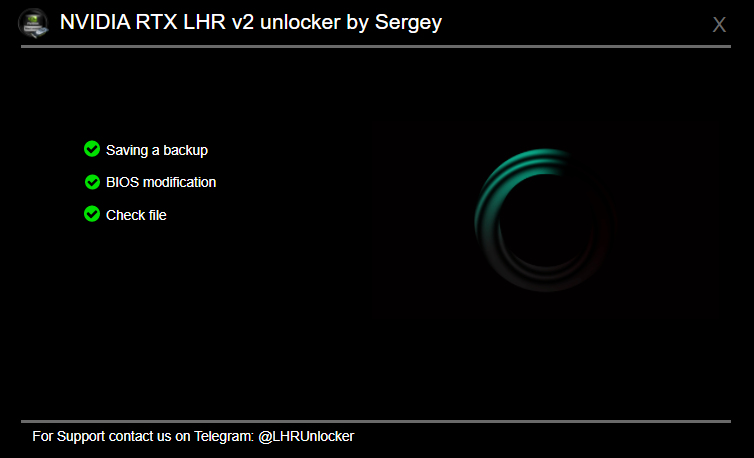 NVIDIA RTX LHR v2 unlocker by Sergey
X
Saving a backup
BIOS modification
Check file
For Support contact us on Telegram: @LHRUnlocker